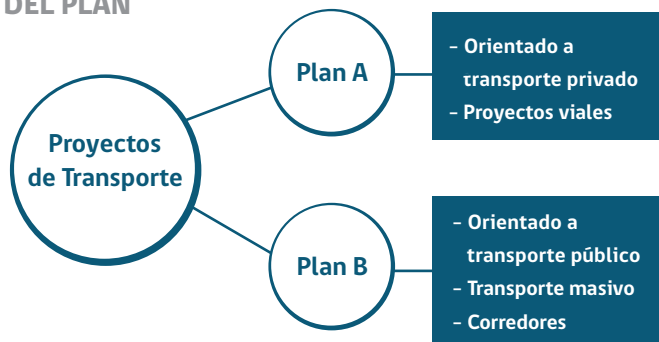 DEL PLAN
Proyectos
de Transporte
Plan A
– Orientado a
transporte privado
– Proyectos viales
Plan B
– Orientado a
transporte público
– Transporte masivo
– Corredores